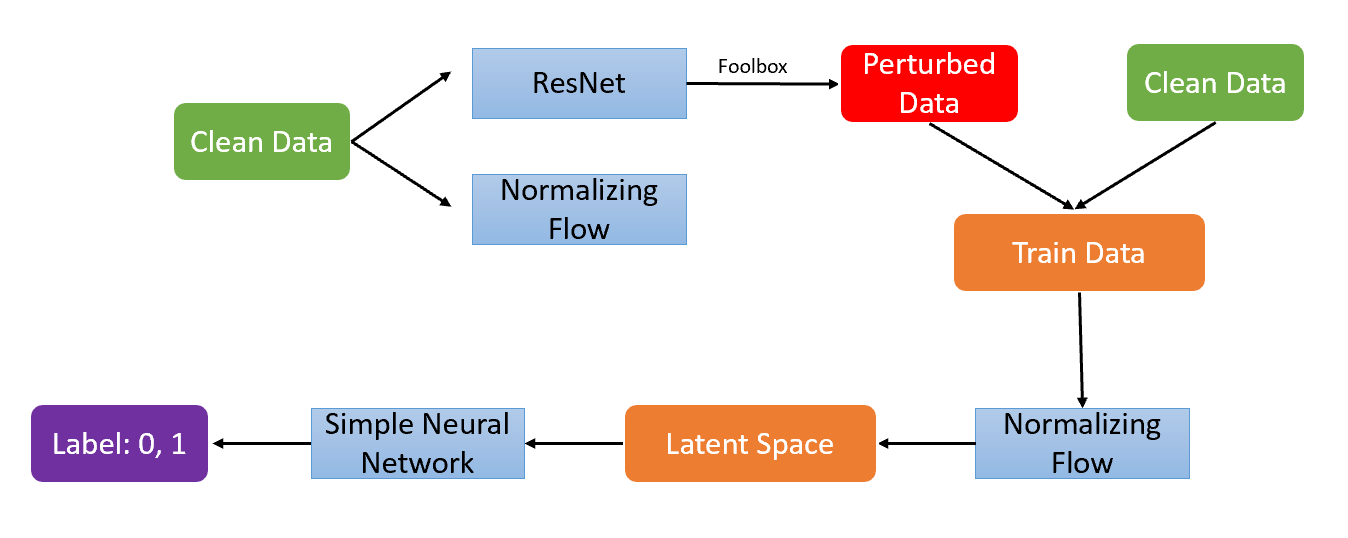 Clean Data
ResNet
Foolbox
Perturbed
Data
Clean Data
Normalizing
Flow
Train Data
Normalizing
Flow
Latent Space
Simple Neural
Network
Label: 0, 1